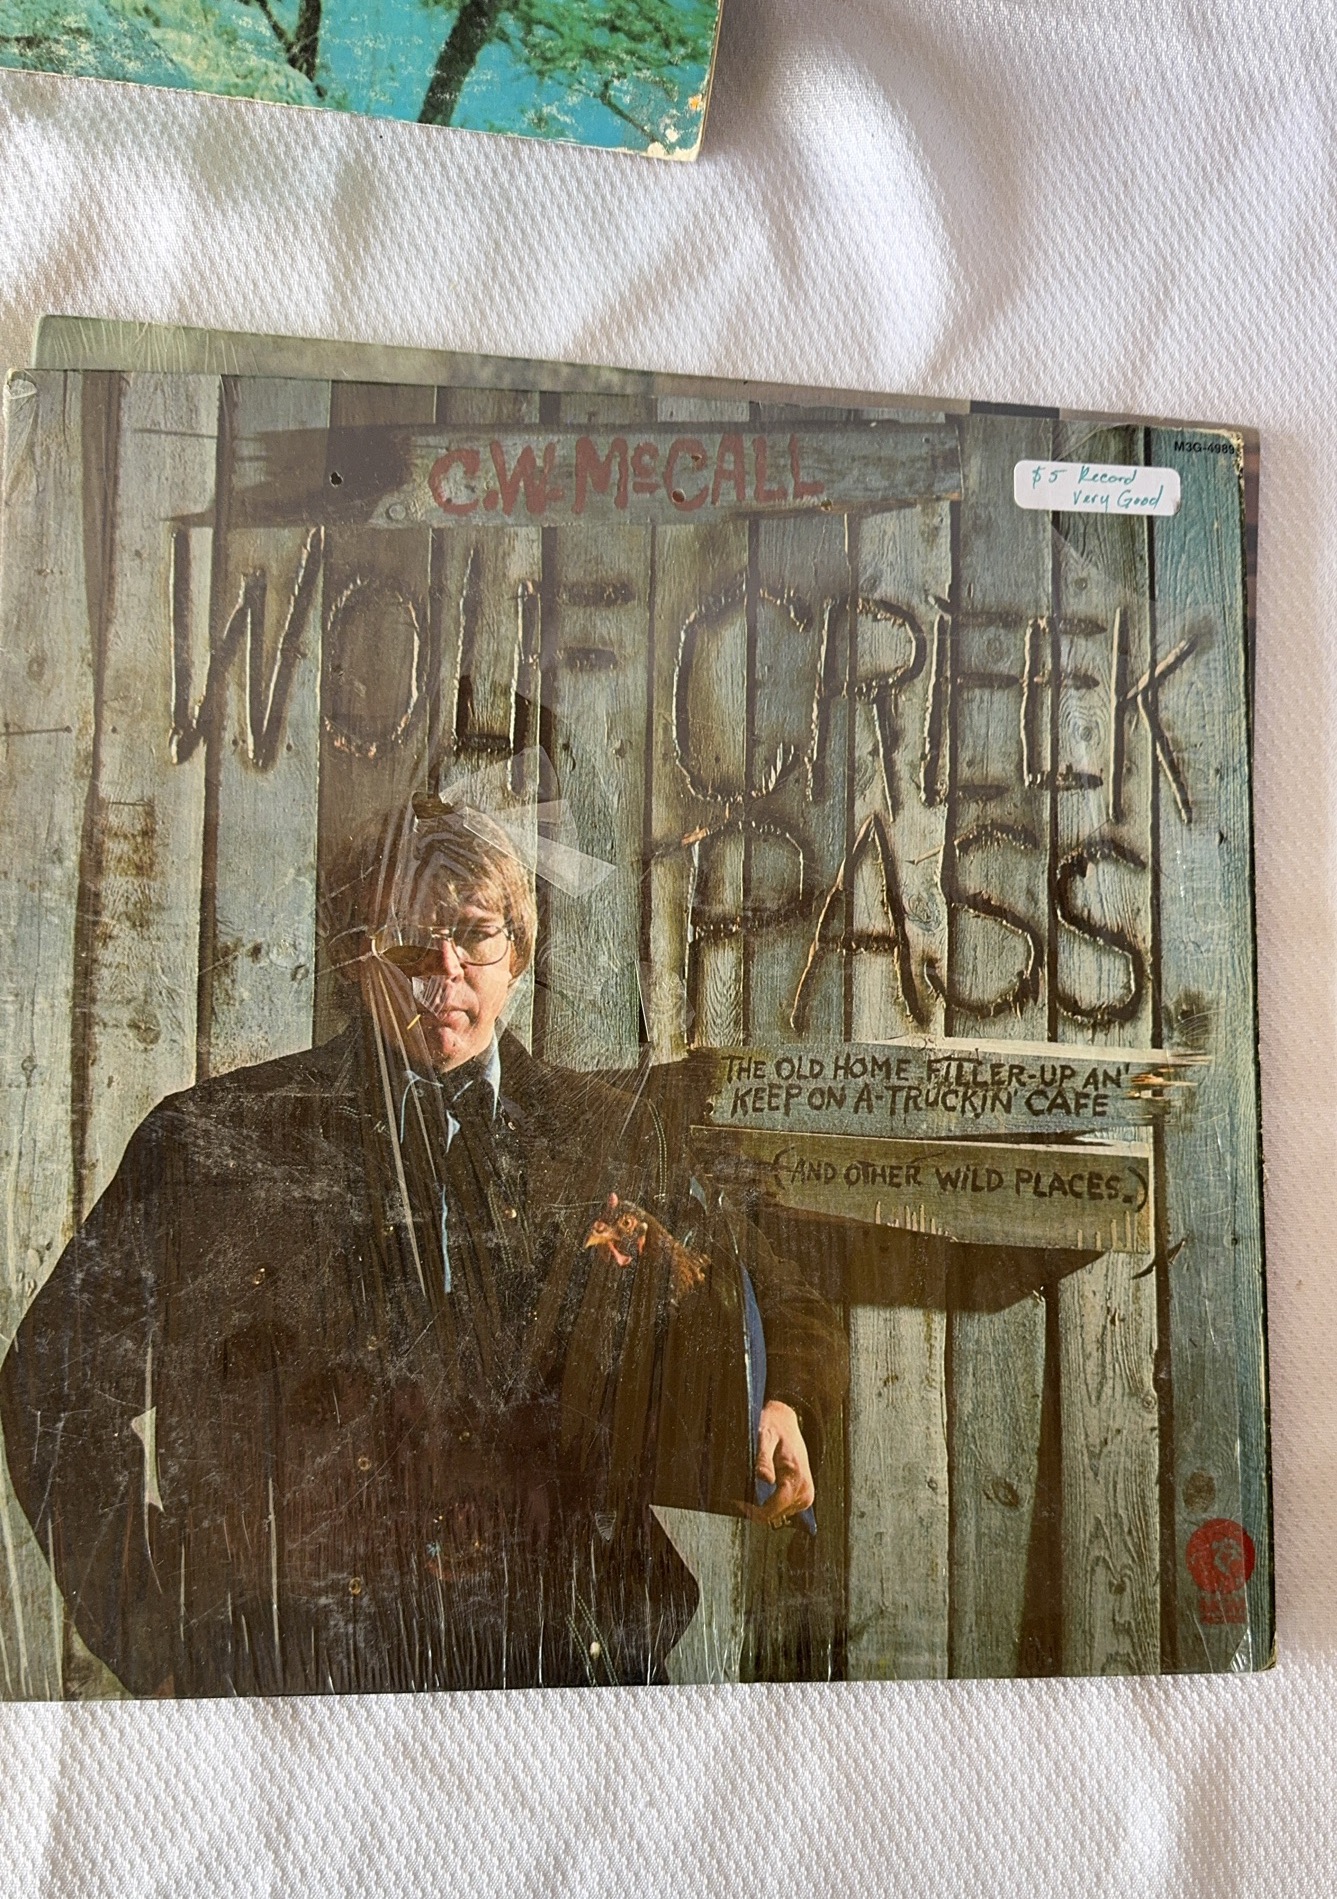 C.W. McCALL
M3G-4989
$5 Record
Very Good
WOLF CREEK
PASS
THE OLD HOME FILLER-UP AN'
KEEP ON A-TRUCKIN' CAFE
(AND OTHER WILD PLACES.)